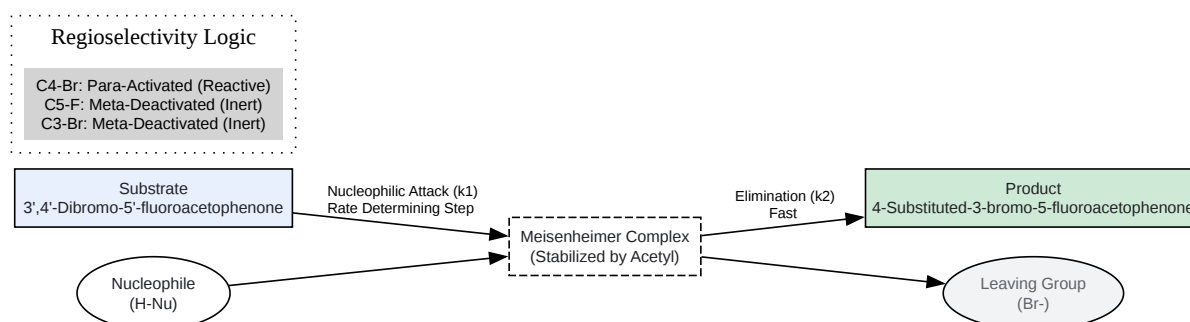 Regioselectivity Logic
C4-Br: Para-Activated (Reactive)
C5-F: Meta-Deactivated (Inert)
C3-Br: Meta-Deactivated (Inert)
Substrate
3',4'-Dibromo-5'-fluoroacetophenone
Nucleophilic Attack (k1)
Rate Determining Step
Elimination (k2)
Fast
Product
4-Substituted-3-bromo-5-fluoroacetophenone
Meisenheimer Complex
(Stabilized by Acetyl)
Nucleophile
(H-Nu)
Leaving Group
(Br-)